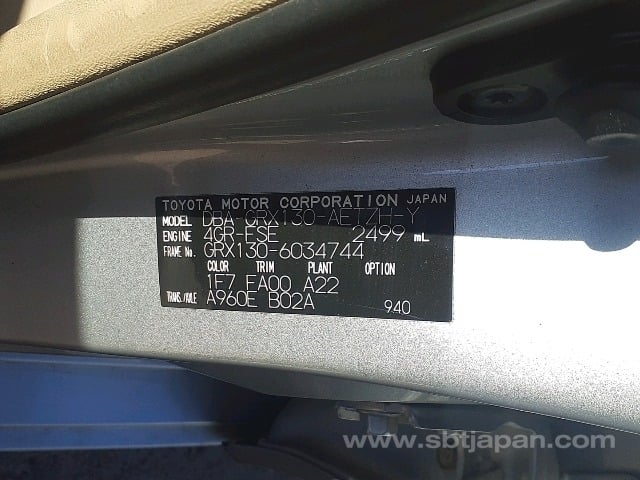 TOYOTA MOTOR CORPORATION JAPAN
MODEL DBA-GRX130-AETZH-Y
ENGINE 4GR-FSE 2499 mL
FRAME No. GRX130-6034744
COLOR TRIM PLANT OPTION
1F7 FA00 A22
TRANS./AXLE A960E B02A 940
www.sbtjapan.com